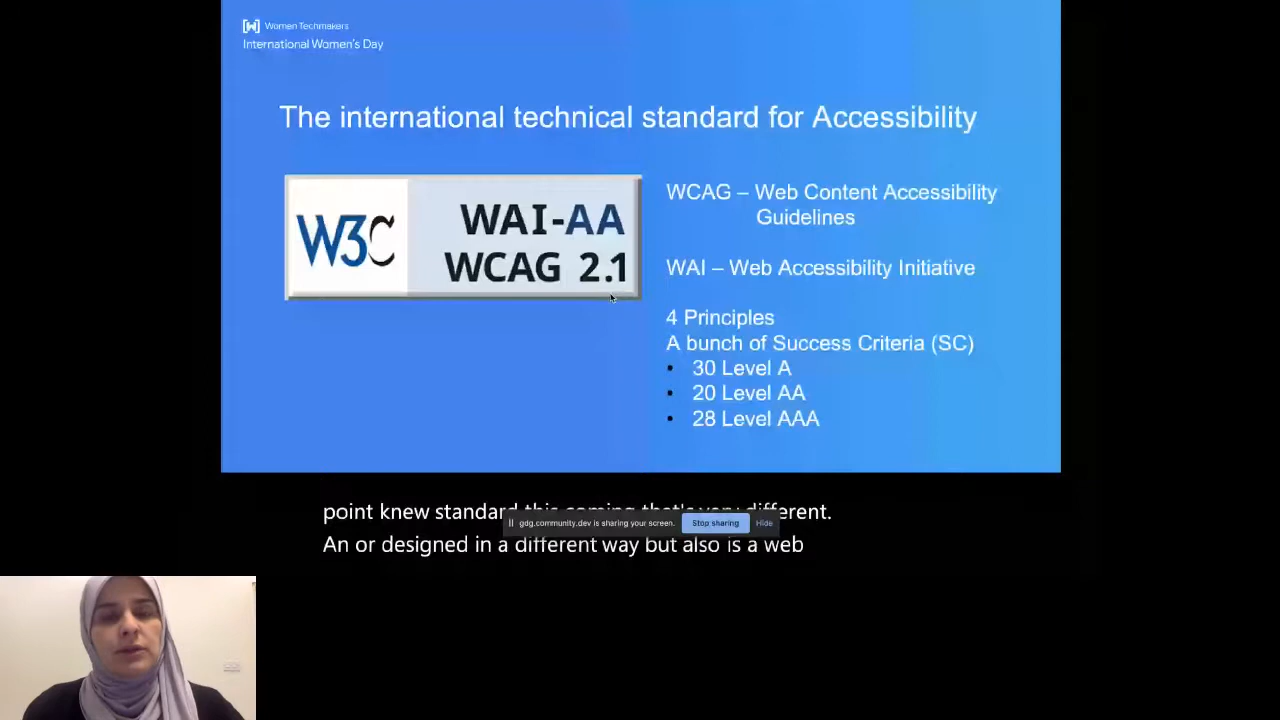 Women Techmakers
International Women's Day
The international technical standard for Accessibility
W3C
WAI-AA
WCAG 2.1
WCAG – Web Content Accessibility
Guidelines
WAI – Web Accessibility Initiative
4 Principles
A bunch of Success Criteria (SC)
• 30 Level A
• 20 Level AA
• 28 Level AAA
point knew standard this coming that's very different.
gdg.community.dev is sharing your screen. Stop sharing Hide
An or designed in a different way but also is a web